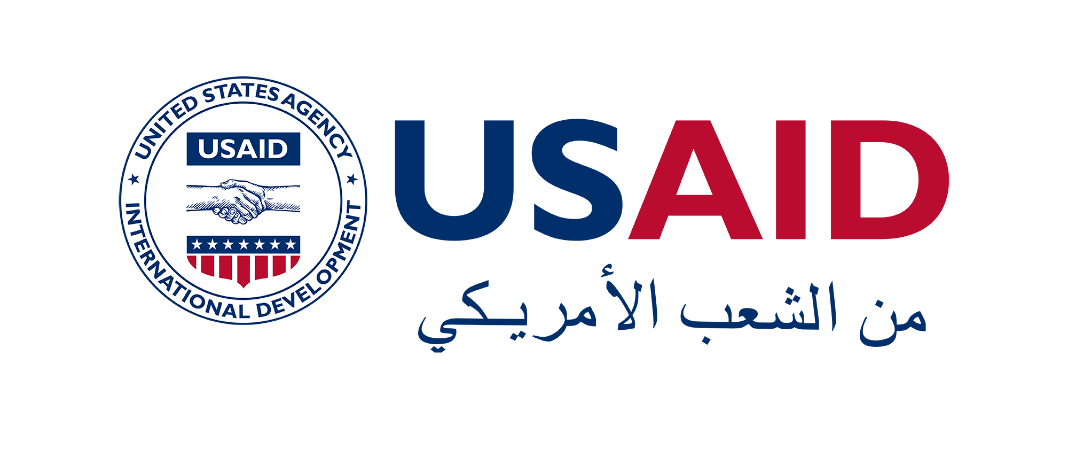 UNITED STATES AGENCY
USAID
INTERNATIONAL DEVELOPMENT
USAID
من الشعب الأمريكي